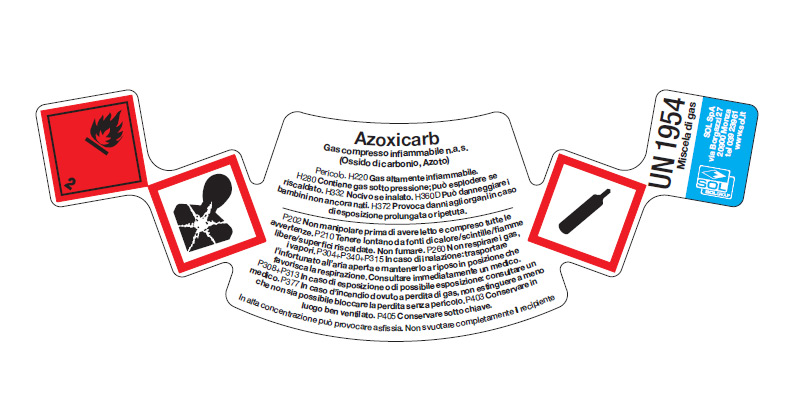 2
Azoxicarb
Gas compresso infiammabile n.a.s.
(Ossido di carbonio, Azoto)
Pericolo. H220 Gas altamente infiammabile.
H280 Contiene gas sotto pressione; può esplodere se
riscaldato. H332 Nocivo se inalato. H360D Può danneggiare i
bambini non ancora nati. H372 Provoca danni agli organi in caso
di esposizione prolungata o ripetuta.
P202 Non manipolare prima di avere letto e compreso tutte le
avvertenze. P210 Tenere lontano da fonti di calore/scintille/fiamme
libere/superfici riscaldate. Non fumare. P260 Non respirare i gas,
i vapori. P304+P340+P315 In caso di inalazione: trasportare
l'infortunato all'aria aperta e mantenerlo a riposo in posizione che
favorisca la respirazione. Consultare immediatamente un medico.
P308+P313 In caso di esposizione o di possibile esposizione: consultare un
medico. P377 In caso d'incendio dovuto a perdita di gas, non estinguere a meno
che non sia possibile bloccare la perdita senza pericolo. P403 Conservare in
luogo ben ventilato. P405 Conservare sotto chiave.
In alta concentrazione può provocare asfissia. Non svuotare completamente il recipiente
UN 1954
Miscela di gas
SOL SpA
via Borgazzi 27
20900 Monza
tel 039 23961
www.sol.it
SOL